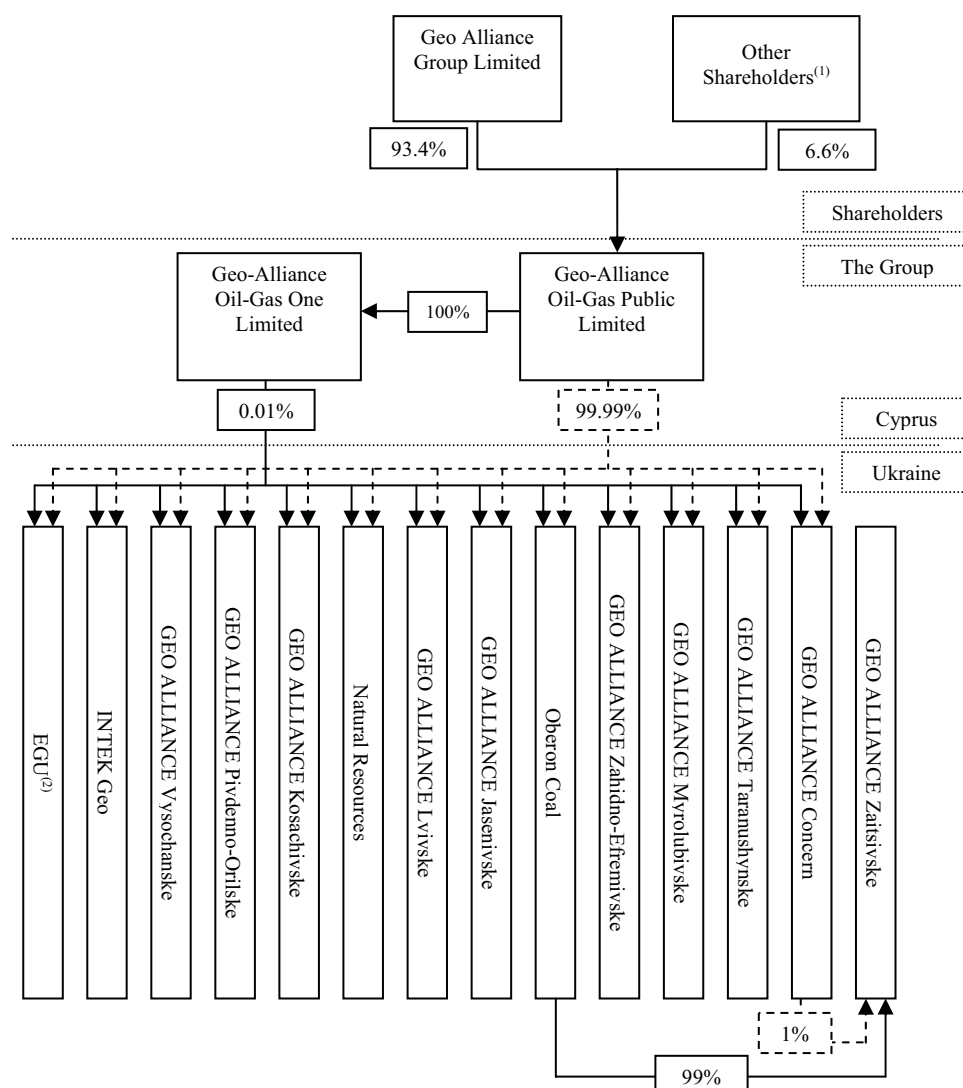 Geo Alliance
Group Limited
Other
Shareholders(1)
93.4%
6.6%
Shareholders
The Group
Geo-Alliance
Oil-Gas One
Limited
100%
Geo-Alliance
Oil-Gas Public
Limited
0.01%
99.99%
Cyprus
Ukraine
EGU(2)
INTEK Geo
GEO ALLIANCE Vysochanske
GEO ALLIANCE Pivdenno-Orilske
GEO ALLIANCE Kosachivske
Natural Resources
GEO ALLIANCE Lvivske
GEO ALLIANCE Jasenivske
Oberon Coal
GEO ALLIANCE Zahidno-Efremivske
GEO ALLIANCE Myrolubivske
GEO ALLIANCE Taranushynske
GEO ALLIANCE Concern
GEO ALLIANCE Zaitsivske
1%
99%